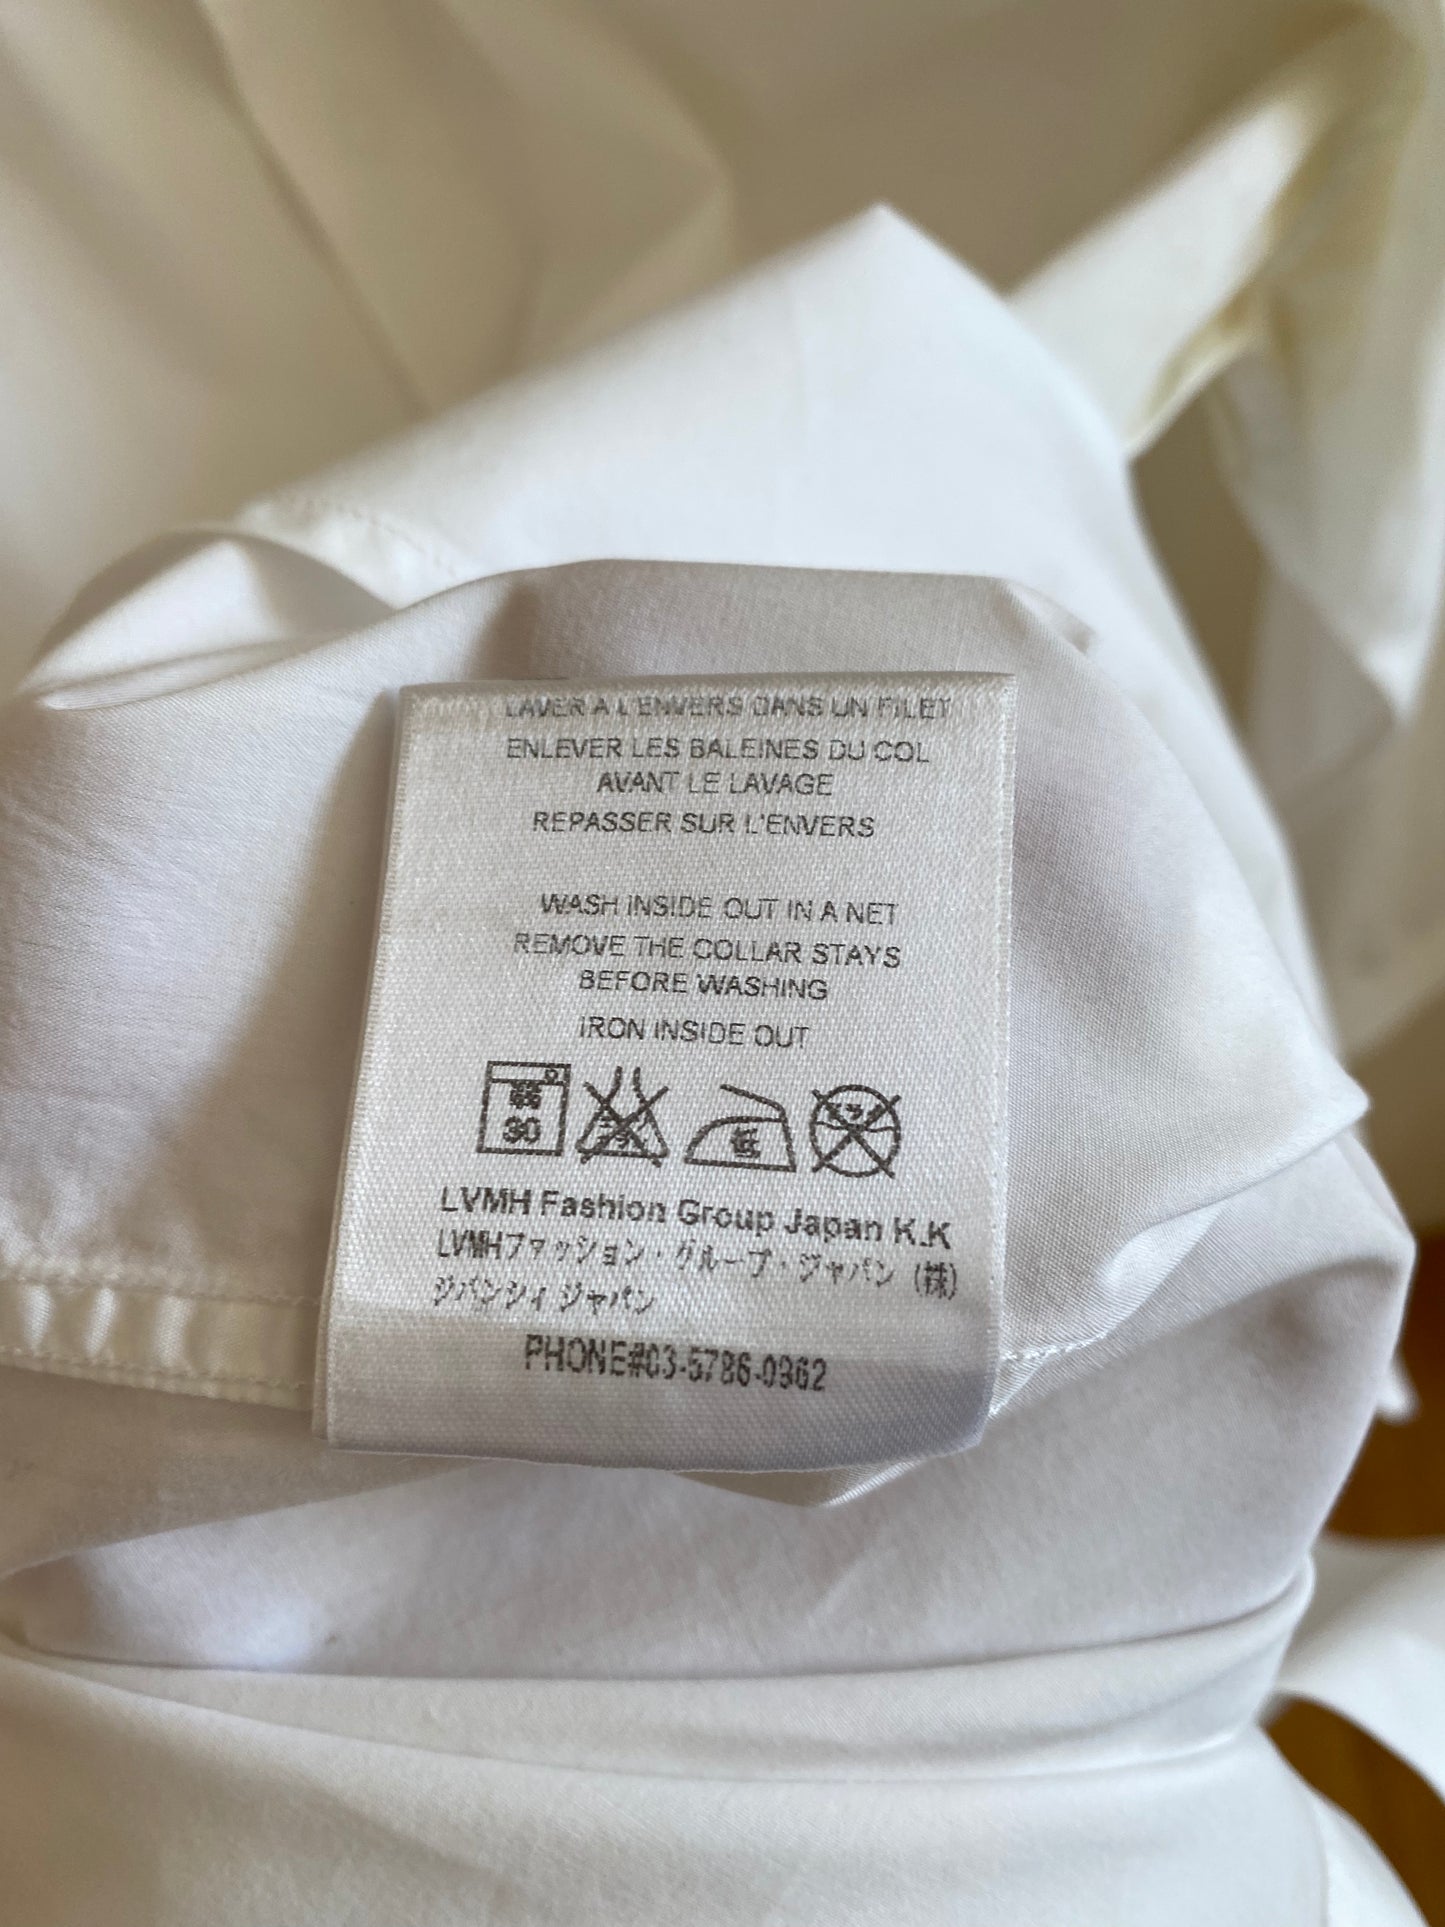 LAVER A L'ENVERS DANS UN FILET
ENLEVER LES BALEINES DU COL
AVANT LE LAVAGE
REPASSER SUR L'ENVERS
WASH INSIDE OUT IN A NET
REMOVE THE COLLAR STAYS
BEFORE WASHING
IRON INSIDE OUT
30 低
LVMH Fashion Group Japan K.K
LVMHファッション・グループ・ジャパン (株)
ジバンシィ ジャパン
PHONE#03-5786-0962